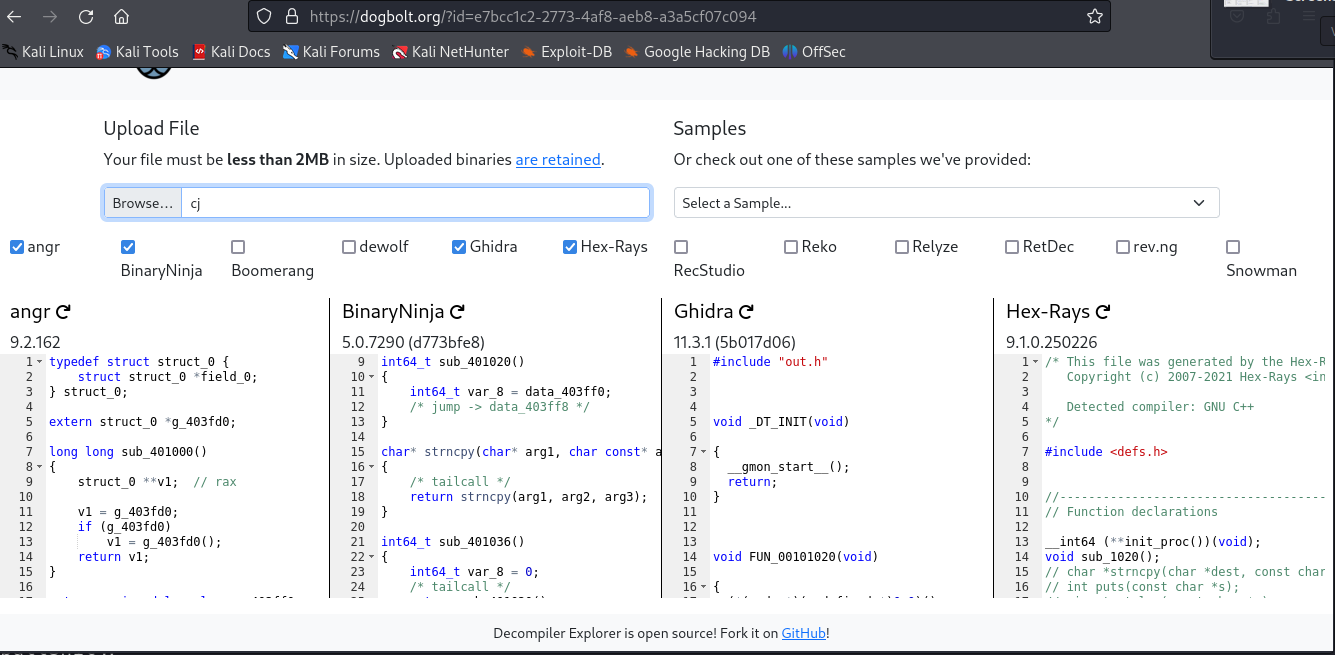 https://dogbolt.org/?id=e7bcc1c2-2773-4af8-aeb8-a3a5cf07c094
Kali Linux Kali Tools Kali Docs Kali Forums Kali NetHunter Exploit-DB Google Hacking DB OffSec
Upload File
Your file must be less than 2MB in size. Uploaded binaries are retained.
Browse... cj
Samples
Or check out one of these samples we've provided:
Select a Sample...
angr BinaryNinja Boomerang dewolf Ghidra Hex-Rays RecStudio Reko Relyze RetDec rev.ng Snowman
angr
9.2.162
1 typedef struct struct_0 {
2 struct struct_0 *field_0;
3 } struct_0;
4
5 extern struct_0 *g_403fd0;
6
7 long long sub_401000()
8 {
9 struct_0 **v1; // rax
10
11 v1 = g_403fd0;
12 if (g_403fd0)
13 v1 = g_403fd0();
14 return v1;
15 }
16
BinaryNinja
5.0.7290 (d773bfe8)
9 int64_t sub_401020()
10 {
11 int64_t var_8 = data_403ff0;
12 /* jump -> data_403ff8 */
13 }
14
15 char* strncpy(char* arg1, char const* a
16 {
17 /* tailcall */
18 return strncpy(arg1, arg2, arg3);
19 }
20
21 int64_t sub_401036()
22 {
23 int64_t var_8 = 0;
24 /* tailcall */
Ghidra
11.3.1 (5b017d06)
1 #include "out.h"
2
3
4
5 void _DT_INIT(void)
6
7 {
8 __gmon_start__();
9 return;
10 }
11
12
13
14 void FUN_00101020(void)
15
16 {
Hex-Rays
9.1.0.250226
1 /* This file was generated by the Hex-R
2 Copyright (c) 2007-2021 Hex-Rays <in
3
4 Detected compiler: GNU C++
5 */
6
7 #include <defs.h>
8
9
10 //-------------------------------------
11 // Function declarations
12
13 __int64 (**init_proc())(void);
14 void sub_1020();
15 // char *strncpy(char *dest, const char
16 // int puts(const char *s);
Decompiler Explorer is open source! Fork it on GitHub!